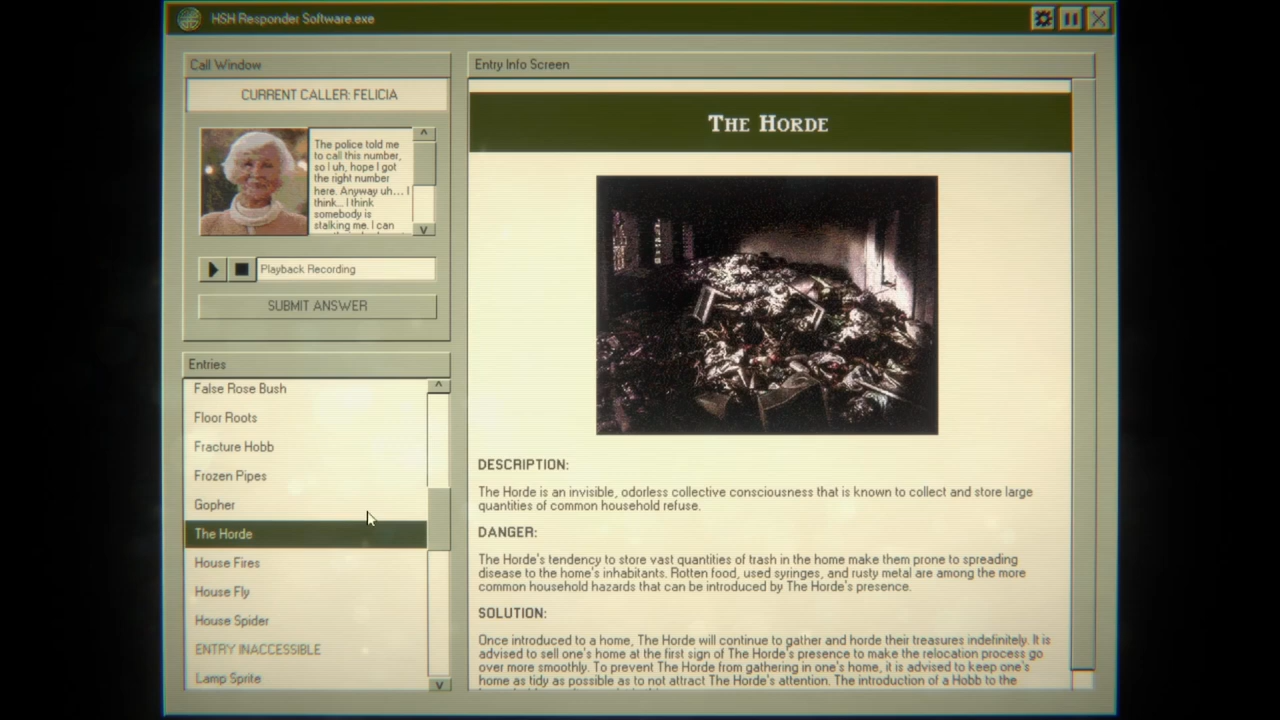 HSH Responder Software.exe
Call Window
CURRENT CALLER: FELICIA
The police told me
to call this number,
so I uh, hope I got
the right number
here. Anyway uh... I
think... I think
somebody is
stalking me. I can
Playback Recording
SUBMIT ANSWER
Entries
False Rose Bush
Floor Roots
Fracture Hobb
Frozen Pipes
Gopher
The Horde
House Fires
House Fly
House Spider
ENTRY INACCESSIBLE
Lamp Sprite
Entry Info Screen
The Horde
DESCRIPTION:
The Horde is an invisible, odorless collective consciousness that is known to collect and store large
quantities of common household refuse.
DANGER:
The Horde's tendency to store vast quantities of trash in the home make them prone to spreading
disease to the home's inhabitants. Rotten food, used syringes, and rusty metal are among the more
common household hazards that can be introduced by The Horde's presence.
SOLUTION:
Once introduced to a home, The Horde will continue to gather and horde their treasures indefinitely. It is
advised to sell one's home at the first sign of The Horde's presence to make the relocation process go
over more smoothly. To prevent The Horde from gathering in one's home, it is advised to keep one's
home as tidy as possible as to not attract The Horde's attention. The introduction of a Hobb to the